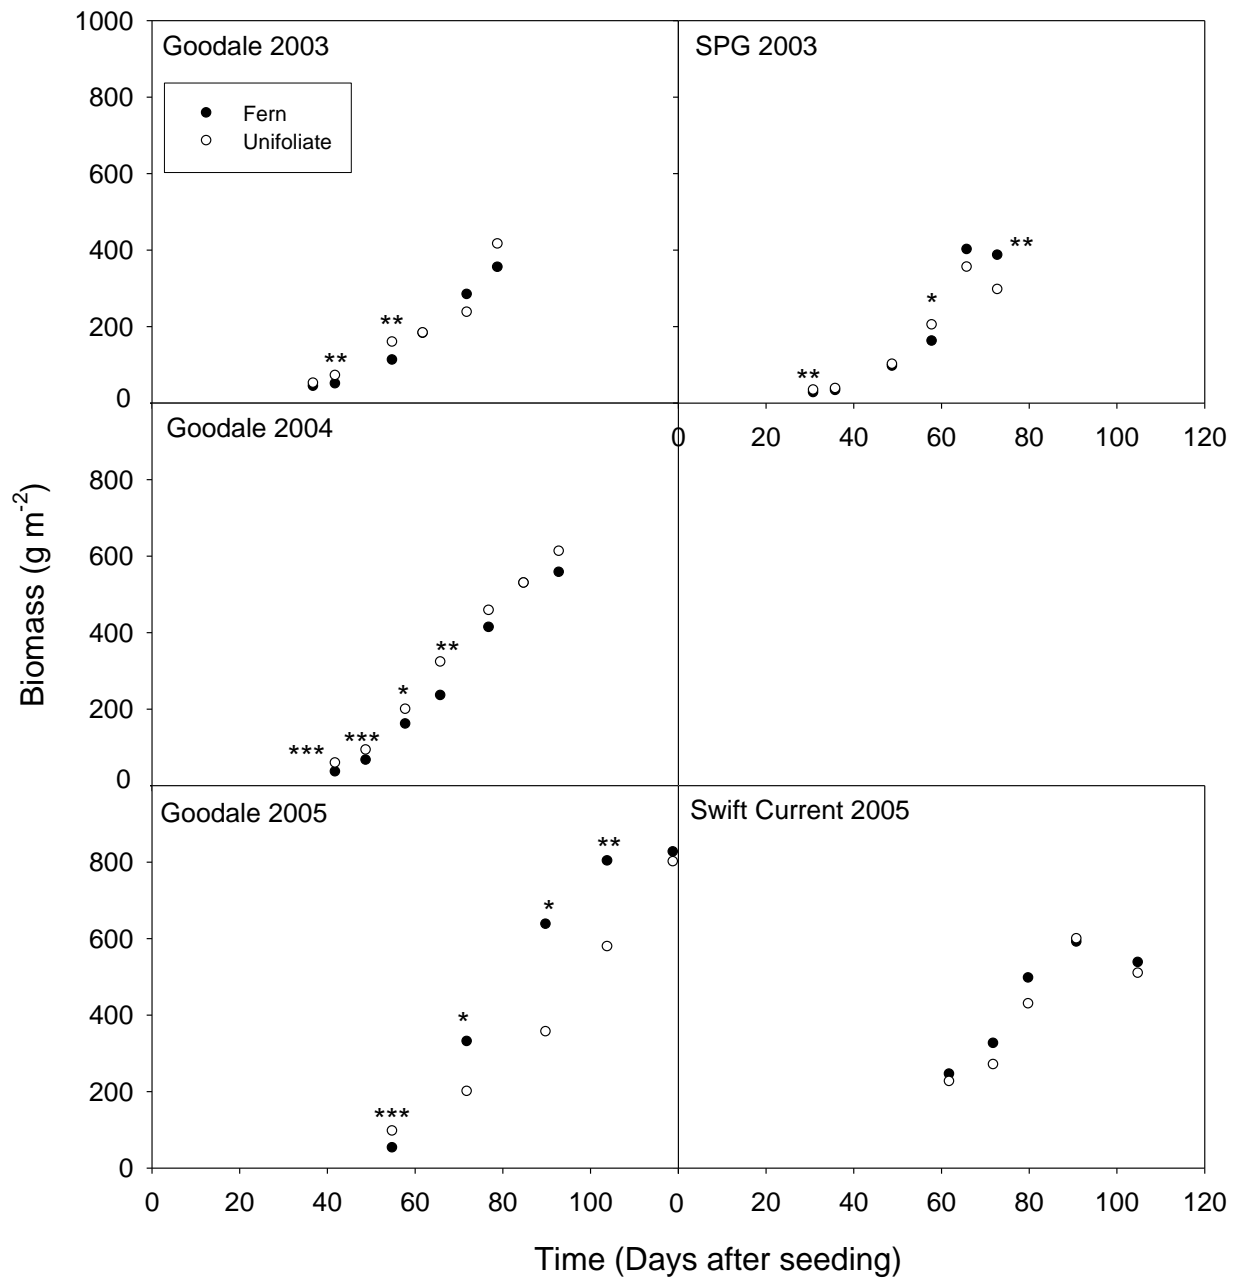 1000
Goodale 2003
SPG 2003
Fern
Unifoliate
800
600
400
200
0
**
**
**
*
**
0 20 40 60 80 100 120
Goodale 2004
800
600
400
200
0
***
***
*
**
Biomass (g m-2)
Goodale 2005
Swift Current 2005
800
600
400
200
0
***
*
*
**
0 20 40 60 80 100 0 20 40 60 80 100 120
Time (Days after seeding)